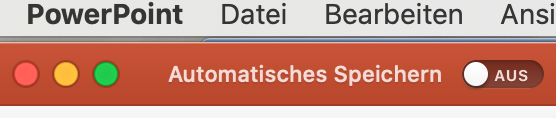 PowerPoint Datei Bearbeiten Ansi
Automatisches Speichern AUS